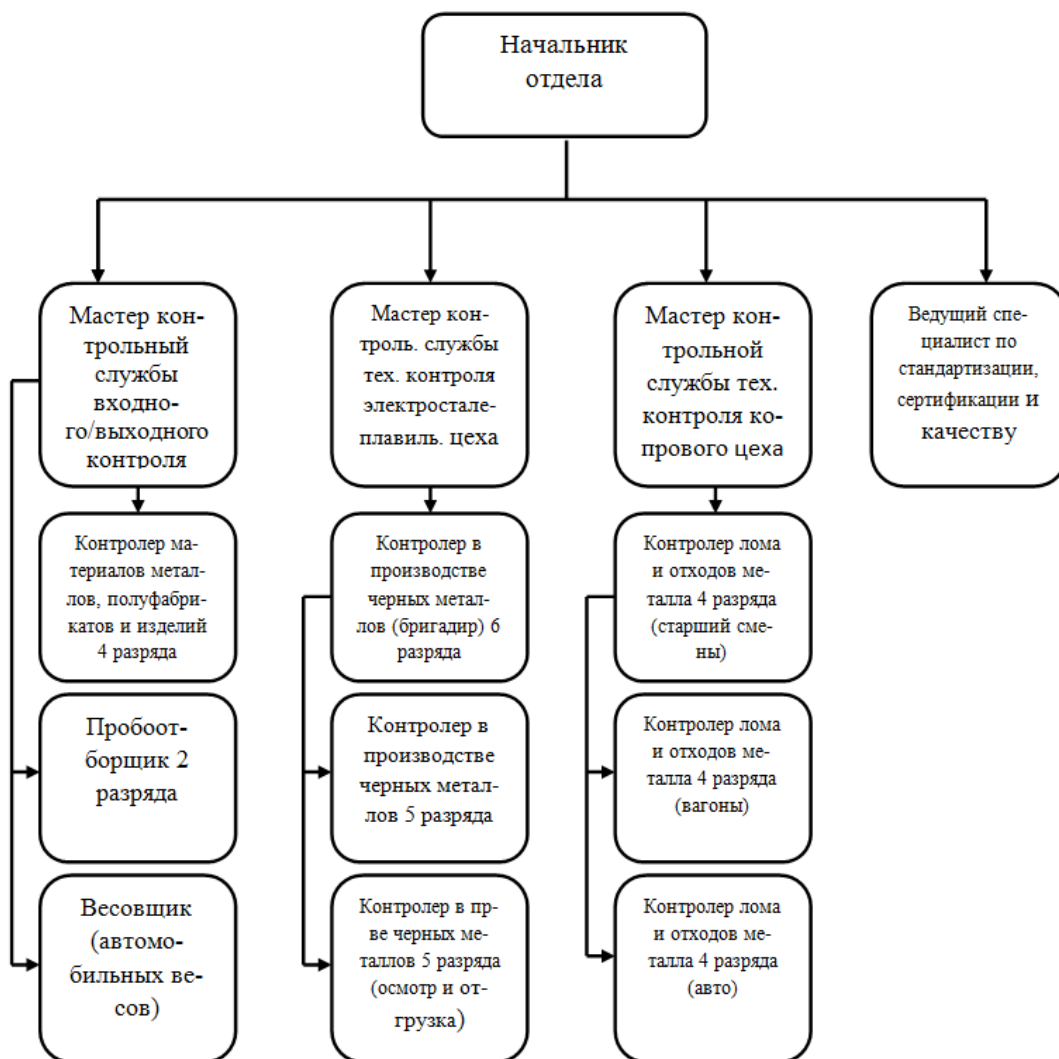 Начальник
отдела
Мастер кон-
трольный
службы
входно-
го/выходного
контроля
Мастер кон-
троль. службы
тех. контроля
электростале-
плавиль. цеха
Мастер кон-
трольной
службы тех.
контроля ко-
прового цеха
Ведущий спе-
циалист по
стандартизации,
сертификации и
качеству
Контролер ма-
териалов метал-
лов, полуфабри-
катов и изделий
4 разряда
Контролер в
производстве
черных метал-
лов (бригадир) 6
разряда
Контролер лома
и отходов ме-
талла 4 разряда
(старший сме-
ны)
Пробоот-
борщик 2
разряда
Контролер в
производстве
черных метал-
лов 5 разряда
Контролер лома
и отходов ме-
талла 4 разряда
(вагоны)
Весовщик
(автомо-
бильных ве-
сов)
Контролер в пр-
ве черных ме-
таллов 5 разряда
(осмотр и от-
грузка)
Контролер лома
и отходов ме-
талла 4 разряда
(авто)